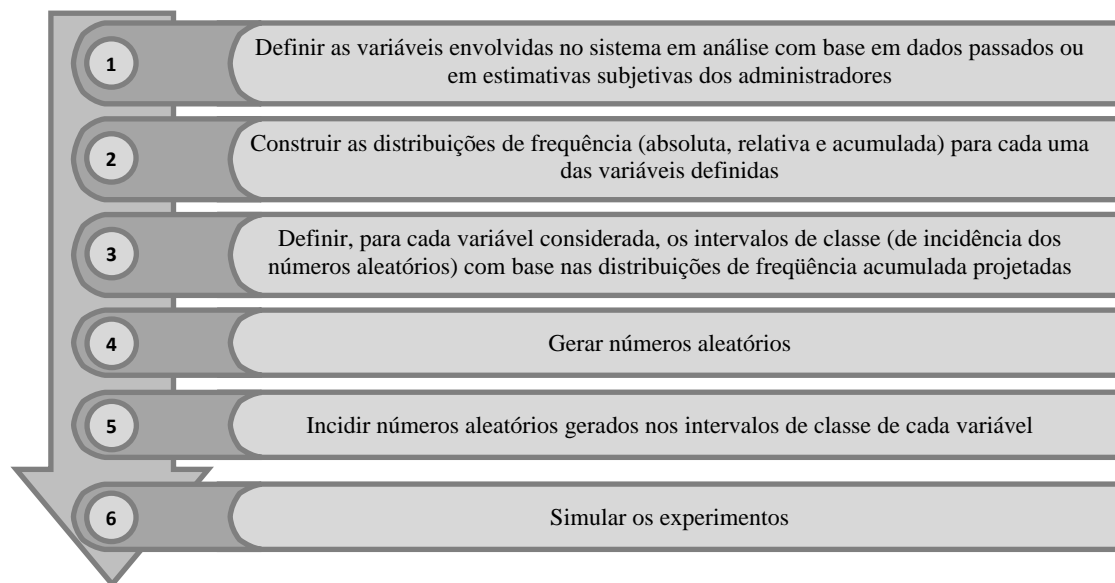 1
Definir as variáveis envolvidas no sistema em análise com base em dados passados ou
em estimativas subjetivas dos administradores
2
Construir as distribuições de frequência (absoluta, relativa e acumulada) para cada uma
das variáveis definidas
3
Definir, para cada variável considerada, os intervalos de classe (de incidência dos
números aleatórios) com base nas distribuições de freqüência acumulada projetadas
4
Gerar números aleatórios
5
Incidir números aleatórios gerados nos intervalos de classe de cada variável
6
Simular os experimentos